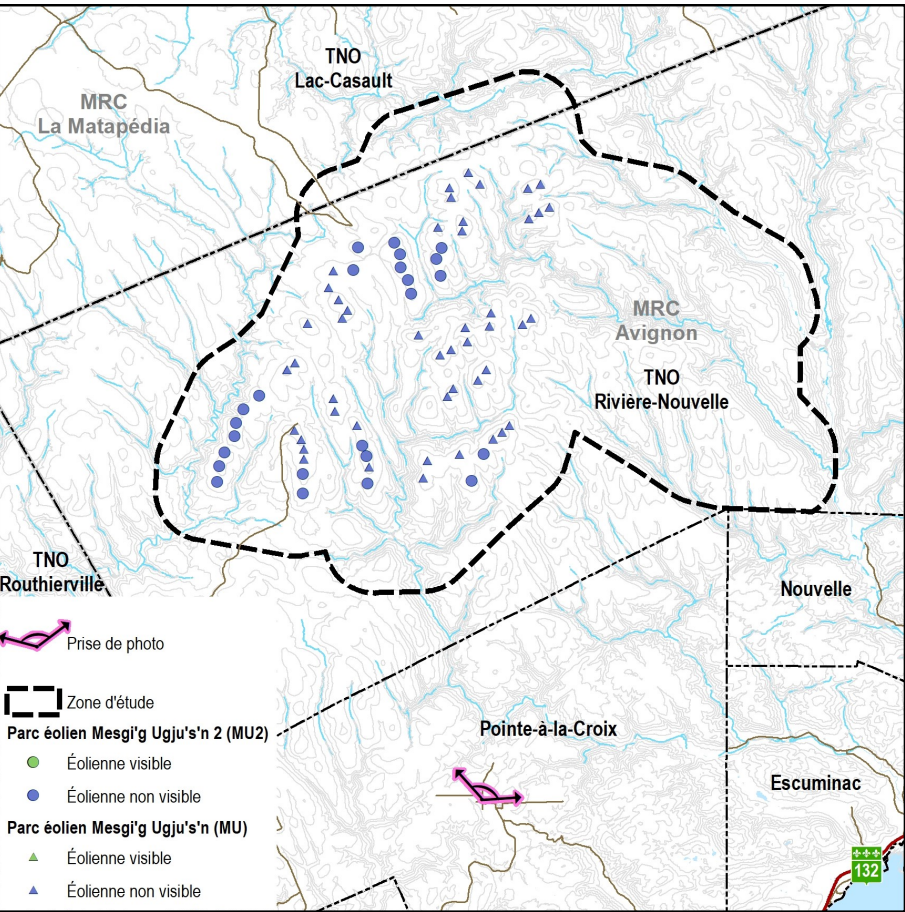 TNO
Lac-Casault
MRC
La Matapédia
MRC
Avignon
TNO
Rivière-Nouvelle
TNO
Routhierville
Nouvelle
Prise de photo
Zone d'étude
Parc éolien Mesgi'g Ugju's'n 2 (MU2)
Éolienne visible
Éolienne non visible
Parc éolien Mesgi'g Ugju's'n (MU)
Éolienne visible
Éolienne non visible
Pointe-à-la-Croix
Escuminac
132